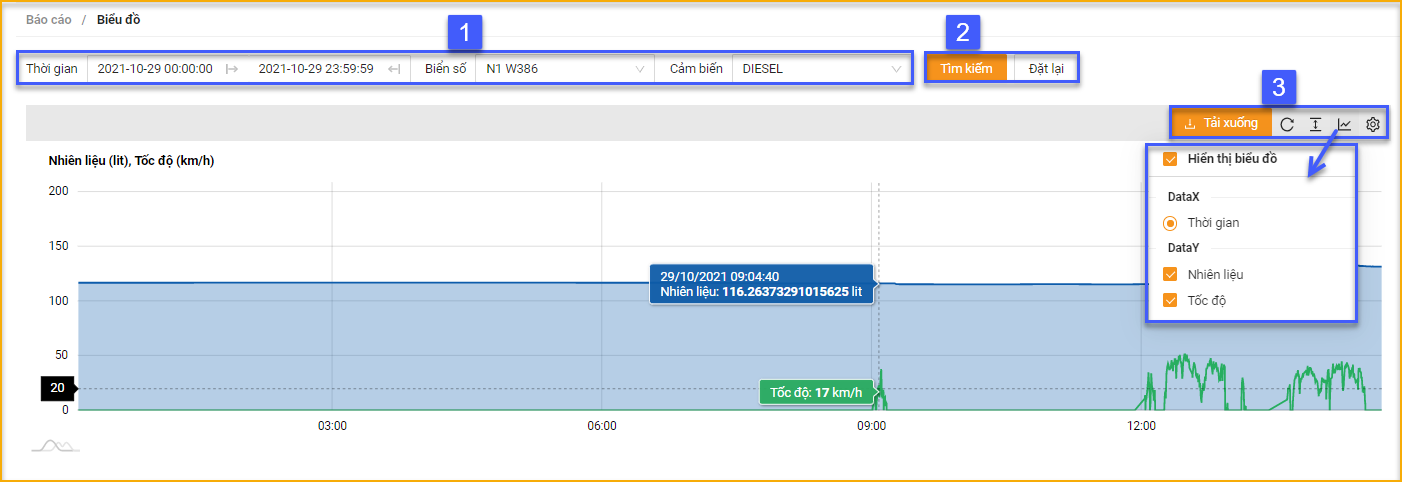 Báo cáo / Biểu đồ
1
2
Thời gian 2021-10-29 00:00:00 2021-10-29 23:59:59 Biển số N1 W386 Cảm biến DIESEL Tìm kiếm Đặt lại
3
Tải xuống
Nhiên liệu (lit), Tốc độ (km/h)
Hiển thị biểu đồ
DataX
Thời gian
DataY
Nhiên liệu
Tốc độ
200
150
100
50
20
0
29/10/2021 09:04:40
Nhiên liệu: 116.26373291015625 lit
Tốc độ: 17 km/h
03:00 06:00 09:00 12:00